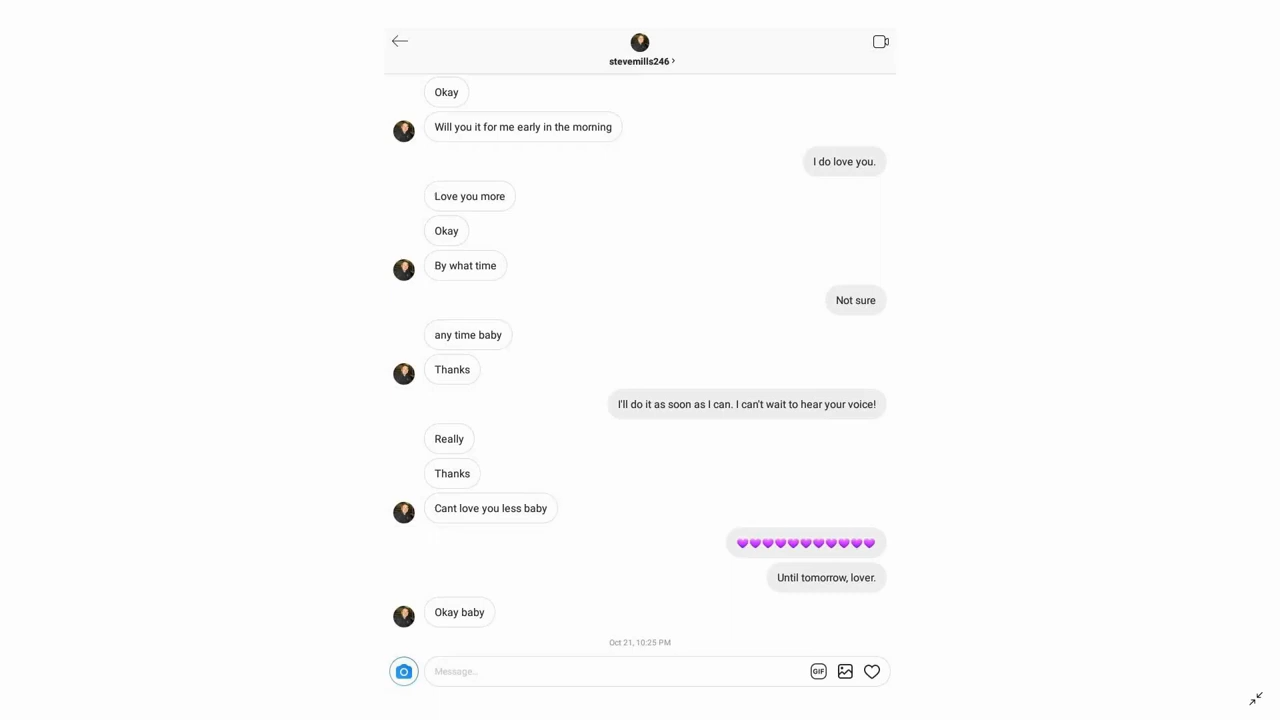 stevemills246
Okay
Will you it for me early in the morning
I do love you.
Love you more
Okay
By what time
Not sure
any time baby
Thanks
I'll do it as soon as I can. I can't wait to hear your voice!
Really
Thanks
Cant love you less baby
💜💜💜💜💜💜💜💜💜💜💜
Until tomorrow, lover.
Okay baby
Oct 21, 10:25 PM
Message...
GIF